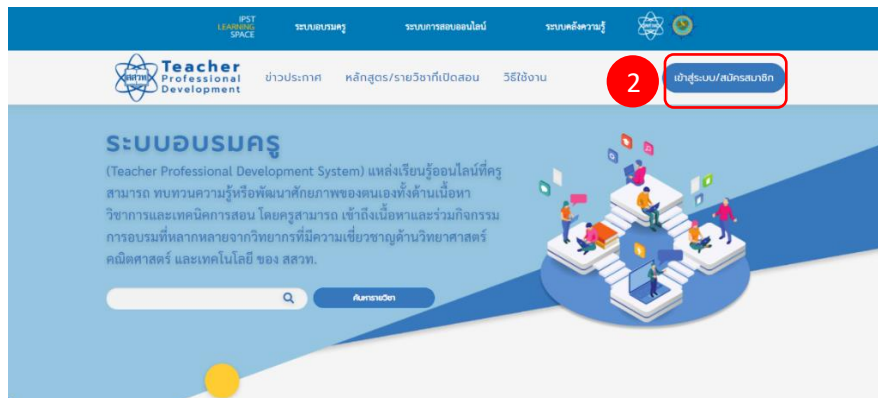 IPST
LEARNING
SPACE
ระบบอบรมครู
ระบบการสอบออนไลน์
ระบบคลังความรู้
สสวท
Teacher
Professional
Development
ข่าวประกาศ
หลักสูตร/รายวิชาที่เปิดสอน
วิธีใช้งาน
2
เข้าสู่ระบบ/สมัครสมาชิก
ระบบอบรมครู
(Teacher Professional Development System) แหล่งเรียนรู้ออนไลน์ที่ครู
สามารถ ทบทวนความรู้หรือพัฒนาศักยภาพของตนเองทั้งด้านเนื้อหา
วิชาการและเทคนิคการสอน โดยครูสามารถ เข้าถึงเนื้อหาและร่วมกิจกรรม
การอบรมที่หลากหลายจากวิทยากรที่มีความเชี่ยวชาญด้านวิทยาศาสตร์
คณิตศาสตร์ และเทคโนโลยี ของ สสวท.
ค้นหารายวิชา